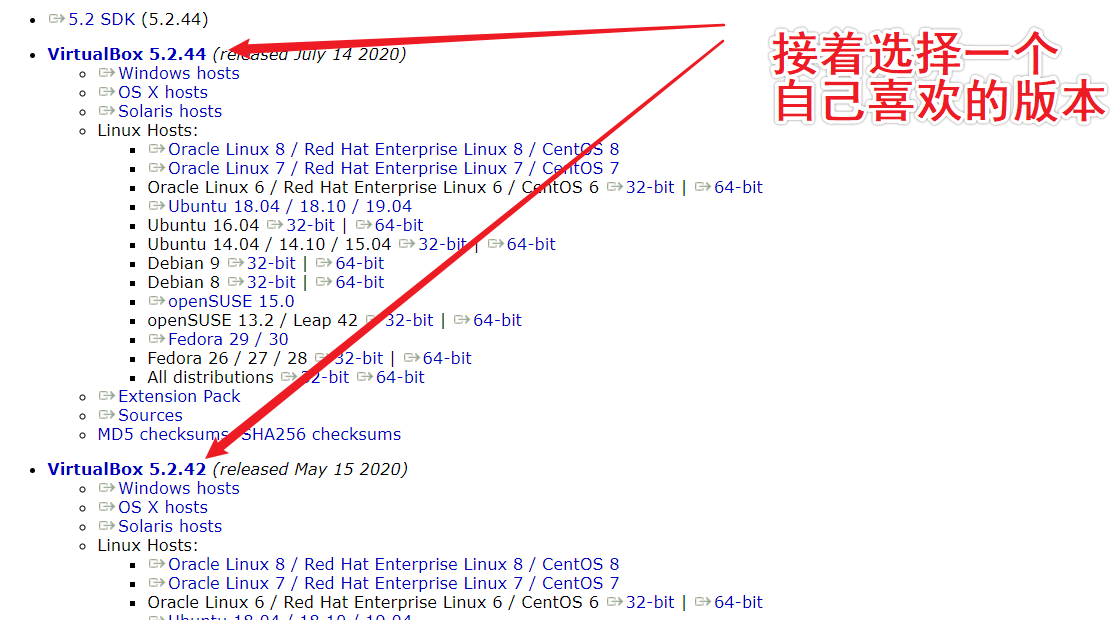 5.2 SDK (5.2.44)
VirtualBox 5.2.44 (released July 14 2020)
接着选择一个
自己喜欢的版本
Windows hosts
OS X hosts
Solaris hosts
Linux Hosts:
Oracle Linux 8 / Red Hat Enterprise Linux 8 / CentOS 8
Oracle Linux 7 / Red Hat Enterprise Linux 7 / CentOS 7
Oracle Linux 6 / Red Hat Enterprise Linux 6 / CentOS 6 32-bit | 64-bit
Ubuntu 18.04 / 18.10 / 19.04
Ubuntu 16.04 32-bit | 64-bit
Ubuntu 14.04 / 14.10 / 15.04 32-bit | 64-bit
Debian 9 32-bit | 64-bit
Debian 8 32-bit | 64-bit
openSUSE 15.0
openSUSE 13.2 / Leap 42 32-bit | 64-bit
Fedora 29 / 30
Fedora 26 / 27 / 28 32-bit | 64-bit
All distributions 32-bit 64-bit
Extension Pack
Sources
MD5 checksums, SHA256 checksums
VirtualBox 5.2.42 (released May 15 2020)
Windows hosts
OS X hosts
Solaris hosts
Linux Hosts:
Oracle Linux 8 / Red Hat Enterprise Linux 8 / CentOS 8
Oracle Linux 7 / Red Hat Enterprise Linux 7 / CentOS 7
Oracle Linux 6 / Red Hat Enterprise Linux 6 / CentOS 6 32-bit | 64-bit
Ubuntu 18.04 / 18.10 / 19.04